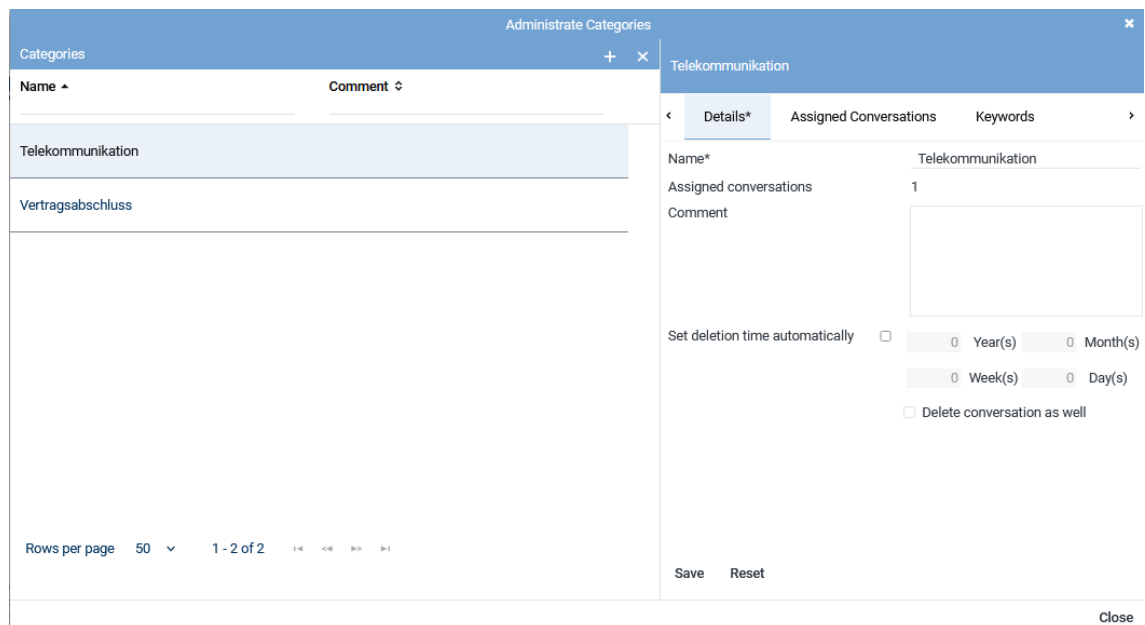 Administrate Categories
Categories
Name
Comment
Telekommunikation
Vertragsabschluss
Rows per page 50 1 - 2 of 2
Telekommunikation
Details* Assigned Conversations Keywords
Name* Telekommunikation
Assigned conversations 1
Comment
Set deletion time automatically 0 Year(s) 0 Month(s)
0 Week(s) 0 Day(s)
Delete conversation as well
Save Reset
Close